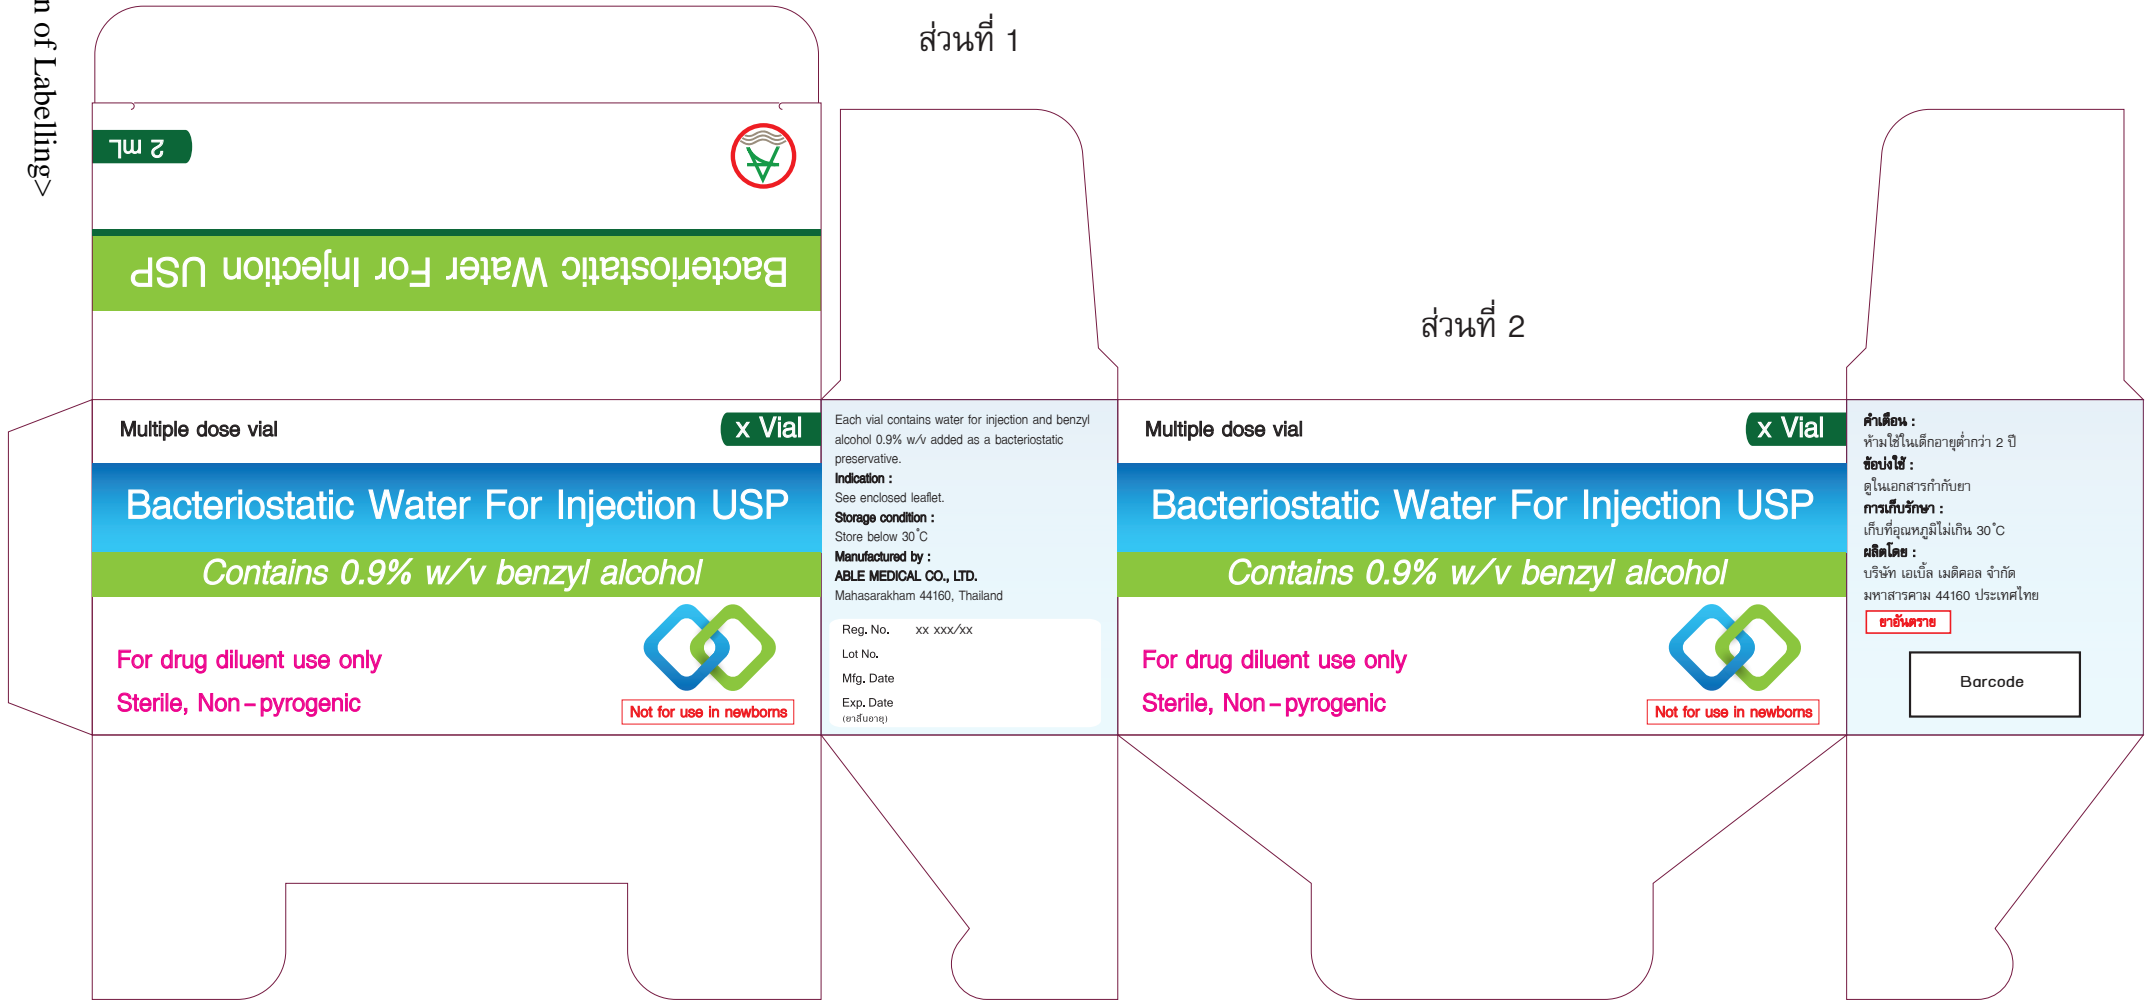 n of Labelling>
ส่วนที่ 1
2 mL
Bacteriostatic Water For Injection USP
ส่วนที่ 2
Multiple dose vial
x Vial
Bacteriostatic Water For Injection USP
Contains 0.9% w/v benzyl alcohol
For drug diluent use only
Sterile, Non-pyrogenic
Not for use in newborns
Each vial contains water for injection and benzyl
alcohol 0.9% w/v added as a bacteriostatic
preservative.
Indication :
See enclosed leaflet.
Storage condition :
Store below 30°C
Manufactured by :
ABLE MEDICAL CO., LTD.
Mahasarakham 44160, Thailand
Reg. No. xx xxx/xx
Lot No.
Mfg. Date
Exp. Date
(ยาสิ้นอายุ)
Multiple dose vial
x Vial
Bacteriostatic Water For Injection USP
Contains 0.9% w/v benzyl alcohol
For drug diluent use only
Sterile, Non-pyrogenic
Not for use in newborns
คำเตือน :
ห้ามใช้ในเด็กอายุต่ำกว่า 2 ปี
ข้อบ่งใช้ :
ดูในเอกสารกำกับยา
การเก็บรักษา :
เก็บที่อุณหภูมิไม่เกิน 30°C
ผลิตโดย :
บริษัท เอเบิ้ล เมดิคอล จำกัด
มหาสารคาม 44160 ประเทศไทย
ยาอันตราย
Barcode